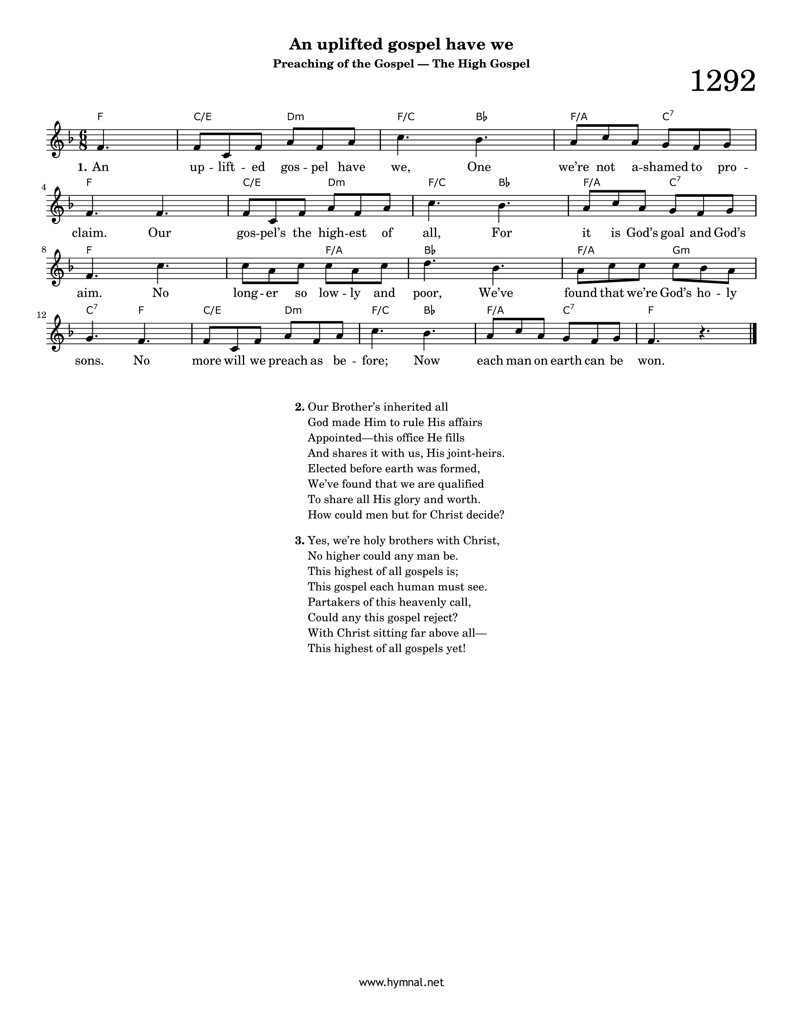 An uplifted gospel have we
Preaching of the Gospel — The High Gospel
1292
F C/E Dm F/C B♭ F/A C7
6
8
1. An up - lift - ed gos - pel have we, One we're not a-shamed to pro -
4
F C/E Dm F/C B♭ F/A C7
claim. Our gos-pel's the high-est of all, For it is God's goal and God's
8
F F/A B♭ F/A Gm
aim. No long-er so low-ly and poor, We've found that we're God's ho - ly
12
C7 F C/E Dm F/C B♭ F/A C7 F
sons. No more will we preach as be - fore; Now each man on earth can be won.
2. Our Brother's inherited all
God made Him to rule His affairs
Appointed—this office He fills
And shares it with us, His joint-heirs.
Elected before earth was formed,
We've found that we are qualified
To share all His glory and worth.
How could men but for Christ decide?
3. Yes, we're holy brothers with Christ,
No higher could any man be.
This highest of all gospels is;
This gospel each human must see.
Partakers of this heavenly call,
Could any this gospel reject?
With Christ sitting far above all—
This highest of all gospels yet!
www.hymnal.net